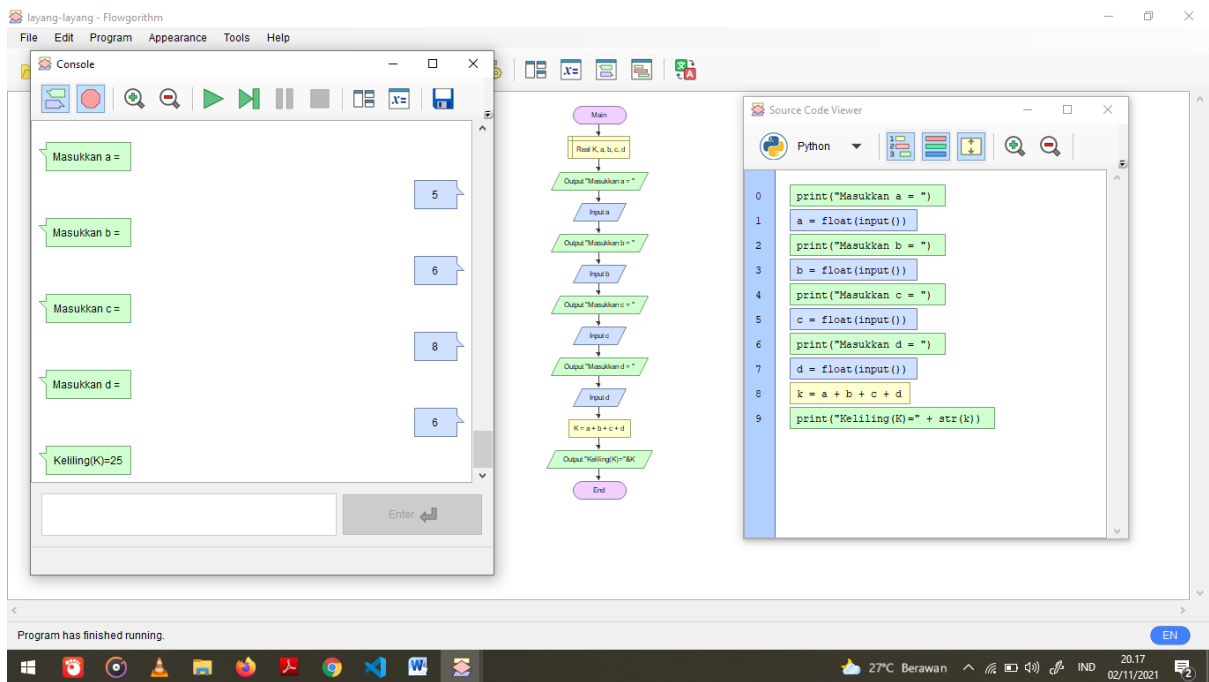 layang-layang - Flowgorithm
File Edit Program Appearance Tools Help
Console
Masukkan a =
5
Masukkan b =
6
Masukkan c =
8
Masukkan d =
6
Keliling(K)=25
Enter
Main
Real K, a, b, c, d
Output "Masukkan a = "
Input a
Output "Masukkan b = "
Input b
Output "Masukkan c = "
Input c
Output "Masukkan d = "
Input d
K = a + b + c + d
Output "Keliling(K)="&K
End
Source Code Viewer
Python
0 print("Masukkan a = ")
1 a = float(input())
2 print("Masukkan b = ")
3 b = float(input())
4 print("Masukkan c = ")
5 c = float(input())
6 print("Masukkan d = ")
7 d = float(input())
8 k = a + b + c + d
9 print("Keliling(K)=" + str(k))
Program has finished running.
EN
27°C Berawan
IND
20.17
02/11/2021
2